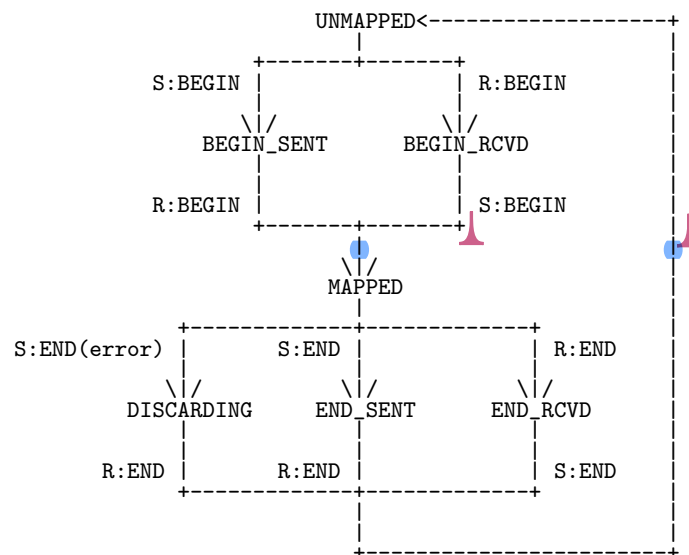 UNMAPPED<
S:BEGIN R:BEGIN
BEGIN_SENT BEGIN_RCVD
R:BEGIN S:BEGIN
MAPPED
S:END(error) S:END R:END
DISCARDING END_SENT END_RCVD
R:END R:END S:END